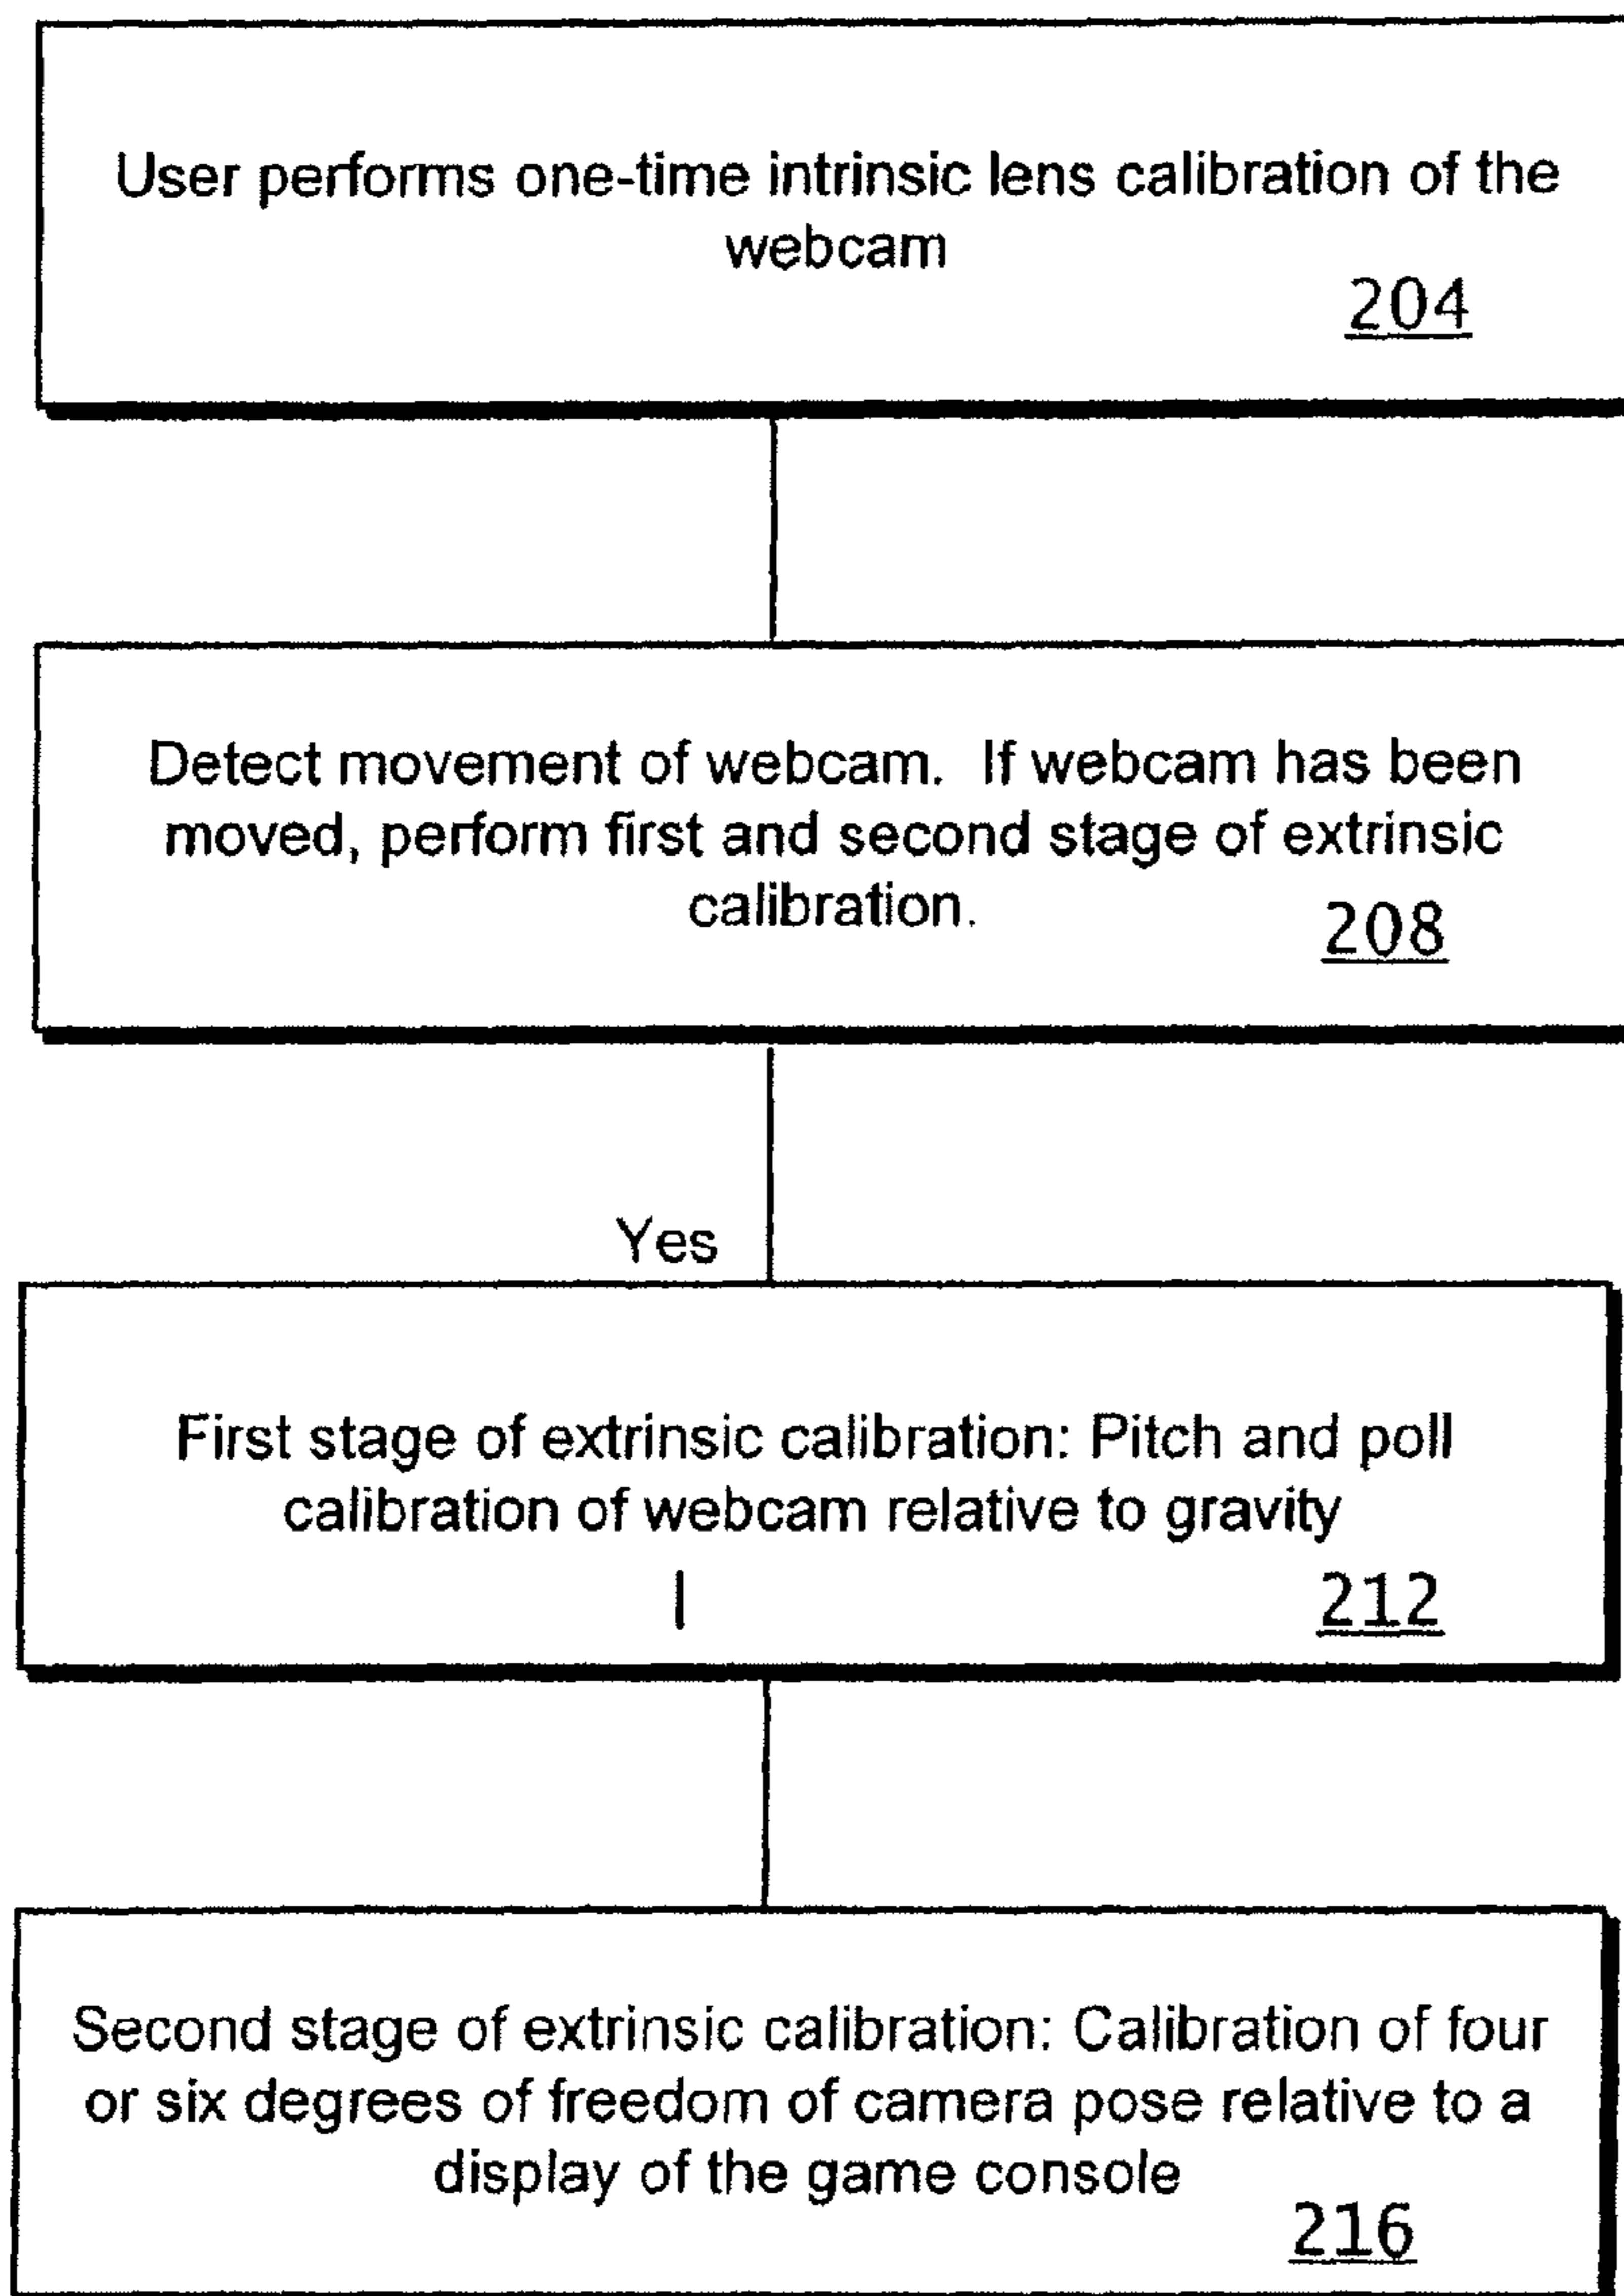 User performs one-time intrinsic lens calibration of the
webcam
204
Detect movement of webcam. If webcam has been
moved, perform first and second stage of extrinsic
calibration.
208
Yes
First stage of extrinsic calibration: Pitch and poll
calibration of webcam relative to gravity
|
212
Second stage of extrinsic calibration: Calibration of four
or six degrees of freedom of camera pose relative to a
display of the game console
216